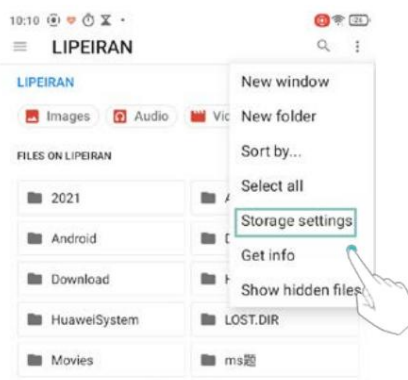 10:10
LIPEIRAN
LIPEIRAN
Images
Audio
FILES ON LIPEIRAN
2021
Android
Download
HuaweiSystem
LOST.DIR
Movies
ms题
New window
New folder
Sort by...
Select all
Storage settings
Get info
Show hidden files